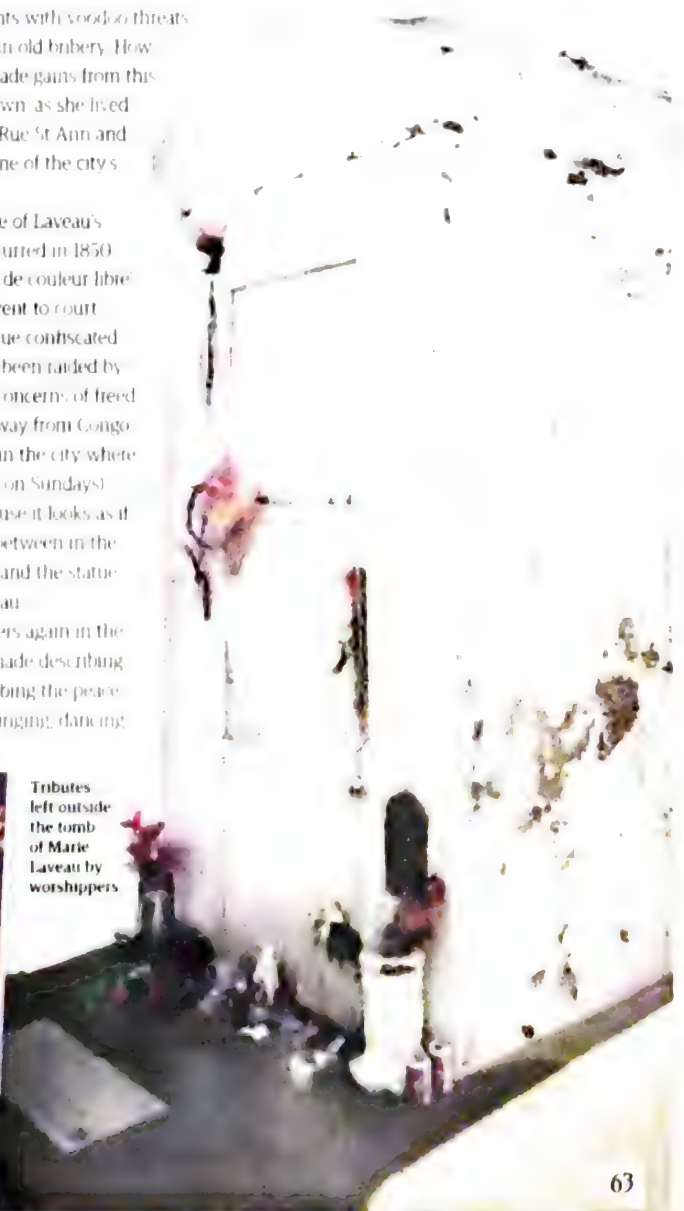 nts with voodoo threats
an old bribery. How
ade gains from this
wn, as she lived
Rue St Ann and
ne of the city's
e of Laveau's
urred in 1850
de couleur libre'
ent to court
ue confiscated
been raided by
oncerns of freed
way from Congo
in the city where
on Sundays)
use it looks as if
between in the
and the statue
au
ers again in the
made describing
bing the peace
inging, dancing
Tributes
left outside
the tomb
of Marie
Laveau by
worshippers
63